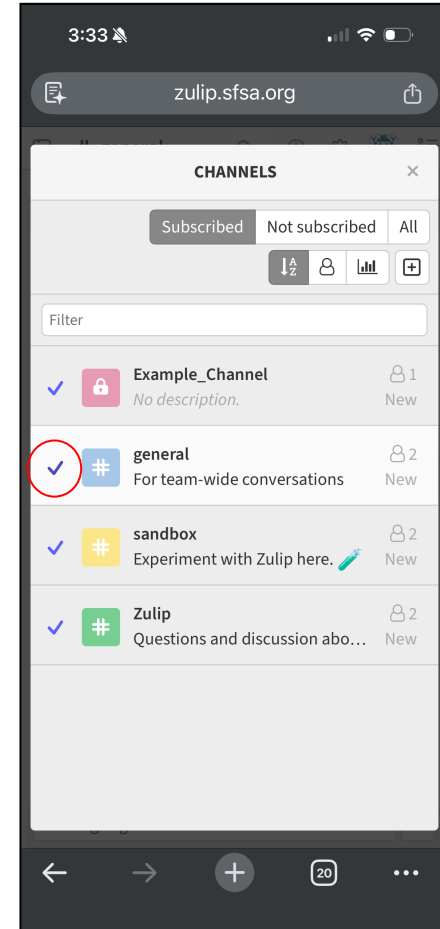 3:33
zulip.sfsa.org
CHANNELS
Subscribed Not subscribed All
Filter
Example_Channel 1
No description. New
general 2
For team-wide conversations New
sandbox 2
Experiment with Zulip here. 🧪 New
Zulip 2
Questions and discussion abo... New
20